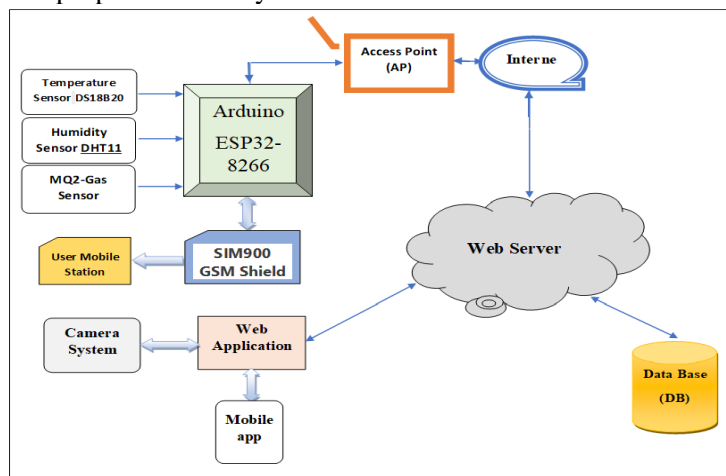 Temperature
Sensor DS18B20
Humidity
Sensor DHT11
MQ2-Gas
Sensor
Arduino
ESP32-
8266
Access Point
(AP)
Interne
User Mobile
Station
SIM900
GSM Shield
Web Server
Camera
System
Web
Application
Mobile
app
Data Base
(DB)